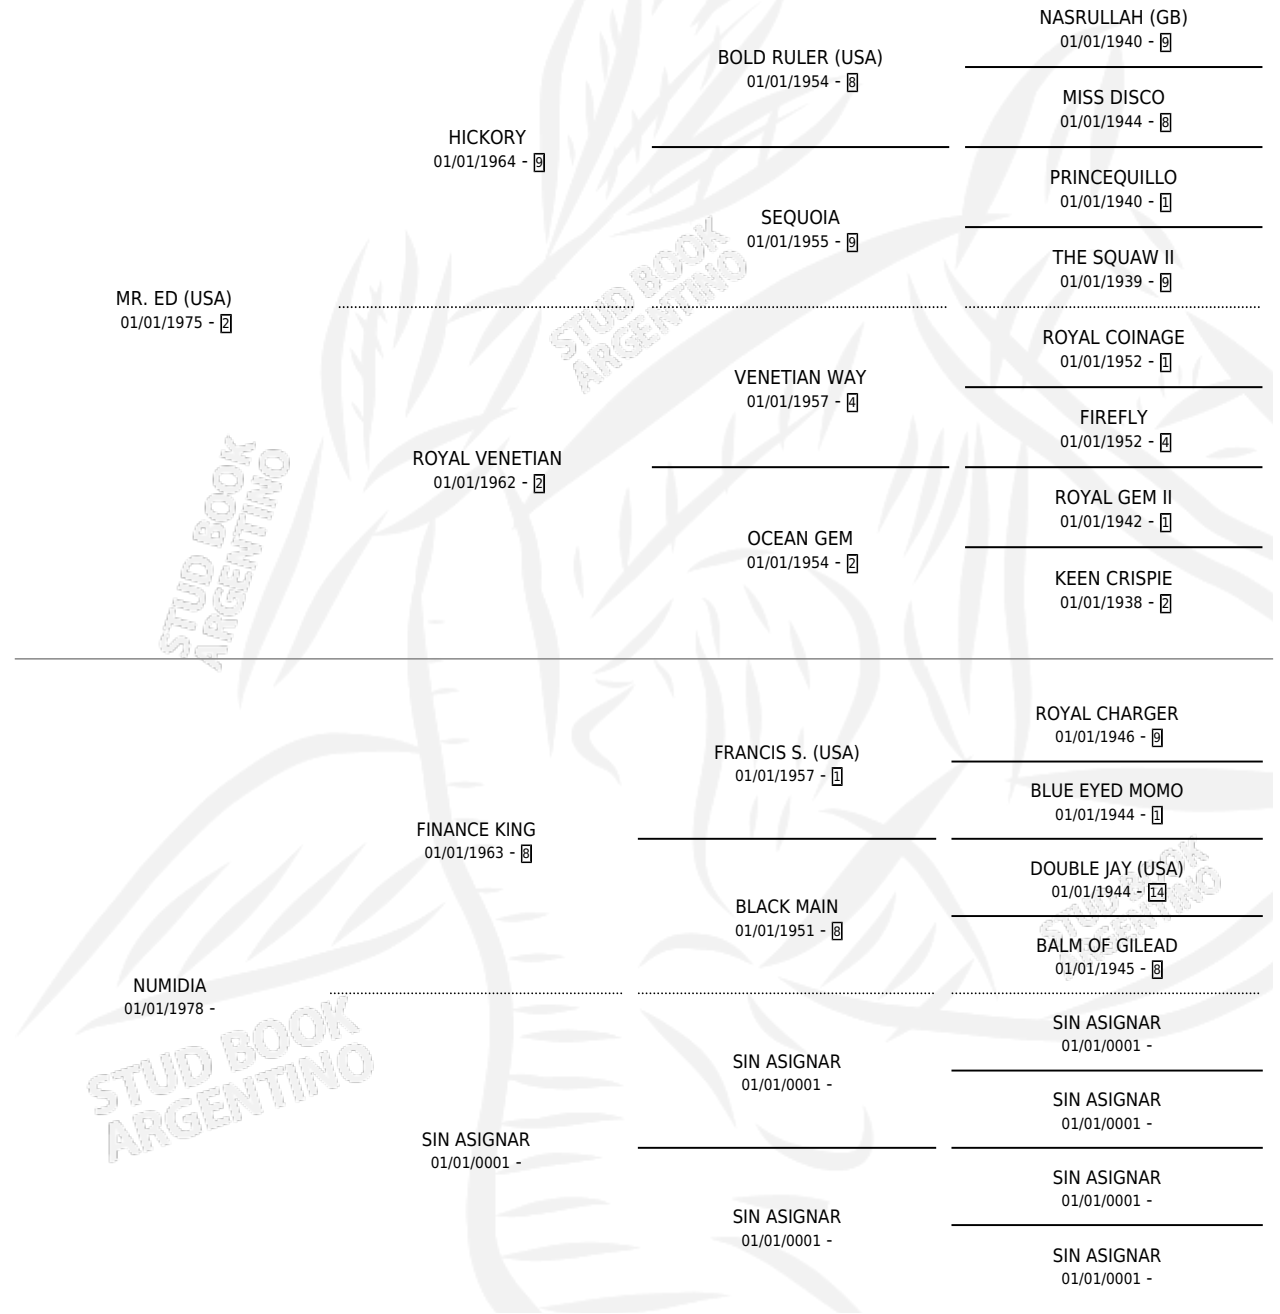 NASRULLAH (GB)
01/01/1940 - 9
BOLD RULER (USA)
01/01/1954 - 8
MISS DISCO
01/01/1944 - 8
HICKORY
01/01/1964 - 9
PRINCEQUILLO
01/01/1940 - 1
SEQUOIA
01/01/1955 - 9
THE SQUAW II
01/01/1939 - 9
MR. ED (USA)
01/01/1975 - 2
ROYAL COINAGE
01/01/1952 - 1
VENETIAN WAY
01/01/1957 - 4
FIREFLY
01/01/1952 - 4
ROYAL VENETIAN
01/01/1962 - 2
ROYAL GEM II
01/01/1942 - 1
OCEAN GEM
01/01/1954 - 2
KEEN CRISPIE
01/01/1938 - 2
STUD BOOK
ARGENTINO
STUD BOOK
ARGENTINO
ROYAL CHARGER
01/01/1946 - 9
FRANCIS S. (USA)
01/01/1957 - 1
BLUE EYED MOMO
01/01/1944 - 1
FINANCE KING
01/01/1963 - 8
DOUBLE JAY (USA)
01/01/1944 - 14
BLACK MAIN
01/01/1951 - 8
BALM OF GILEAD
01/01/1945 - 8
NUMIDIA
01/01/1978 -
SIN ASIGNAR
01/01/0001 -
SIN ASIGNAR
01/01/0001 -
SIN ASIGNAR
01/01/0001 -
SIN ASIGNAR
01/01/0001 -
SIN ASIGNAR
01/01/0001 -
SIN ASIGNAR
01/01/0001 -
SIN ASIGNAR
01/01/0001 -
STUD BOOK
ARGENTINO
STUD BOOK
ARGENTINO